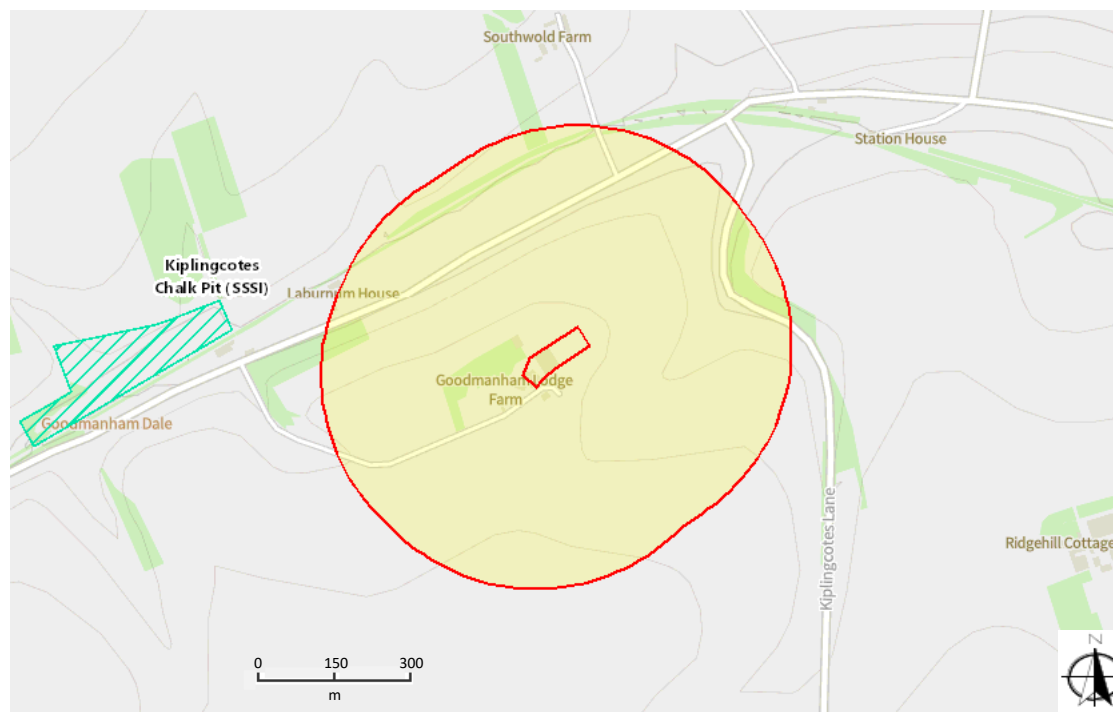 Southwold Farm
Station House
Kiplingcotes
Chalk Pit (SSSI)
Laburnum House
Goodmanham Lodge
Farm
Goodmanham Dale
Kiplingcotes Lane
Ridgehill Cottage
0 150 300
m
N